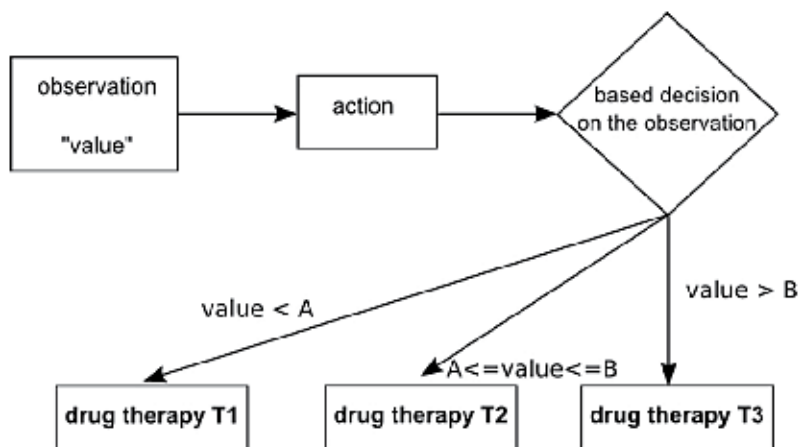 observation
"value"
action
based decision
on the observation
value < A
value > B
A<=value<=B
drug therapy T1
drug therapy T2
drug therapy T3